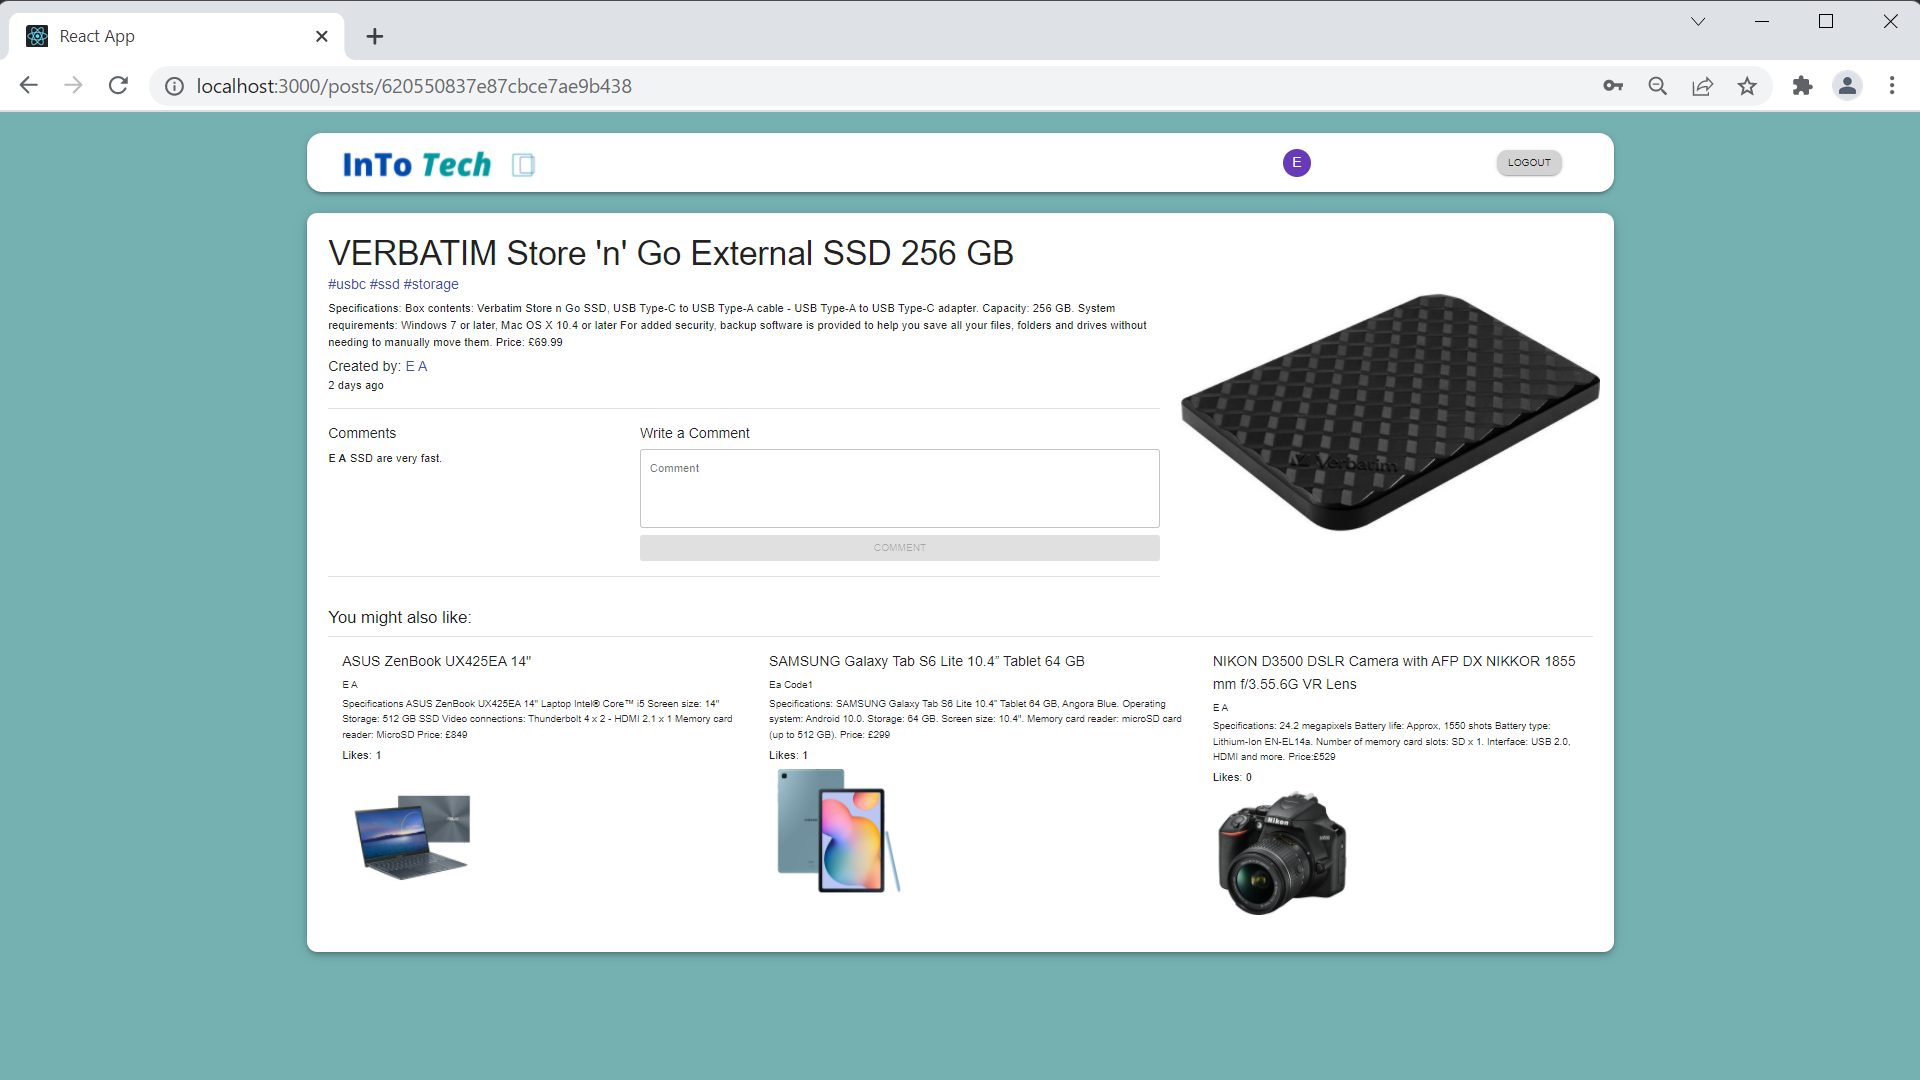 React App
localhost:3000/posts/620550837e87cbce7ae9b438
InTo Tech
E
LOGOUT
VERBATIM Store 'n' Go External SSD 256 GB
#usbc #ssd #storage
Specifications: Box contents: Verbatim Store n Go SSD, USB Type-C to USB Type-A cable - USB Type-A to USB Type-C adapter. Capacity: 256 GB. System
requirements: Windows 7 or later, Mac OS X 10.4 or later For added security, backup software is provided to help you save all your files, folders and drives without
needing to manually move them. Price: £69.99
Created by: E A
2 days ago
Verbatim
Comments
E A SSD are very fast.
Write a Comment
Comment
COMMENT
You might also like:
ASUS ZenBook UX425EA 14"
E A
Specifications ASUS ZenBook UX425EA 14" Laptop Intel® Core™ i5 Screen size: 14"
Storage: 512 GB SSD Video connections: Thunderbolt 4 x 2 - HDMI 2.1 x 1 Memory card
reader: MicroSD Price: £849
Likes: 1
SAMSUNG Galaxy Tab S6 Lite 10.4” Tablet 64 GB
Ea Code1
Specifications: SAMSUNG Galaxy Tab S6 Lite 10.4” Tablet 64 GB, Angora Blue. Operating
system: Android 10.0. Storage: 64 GB. Screen size: 10.4". Memory card reader: microSD card
(up to 512 GB). Price: £299
Likes: 1
NIKON D3500 DSLR Camera with AFP DX NIKKOR 1855
mm f/3.55.6G VR Lens
E A
Specifications: 24.2 megapixels Battery life: Approx, 1550 shots Battery type:
Lithium-Ion EN-EL14a. Number of memory card slots: SD x 1. Interface: USB 2.0,
HDMI and more. Price:£529
Likes: 0
Nikon